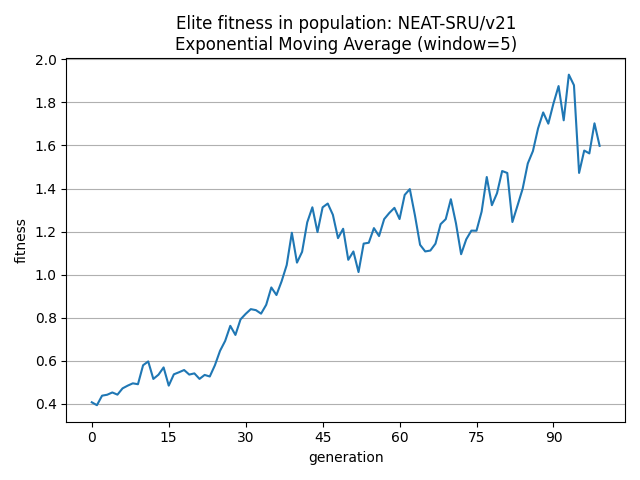 Elite fitness in population: NEAT-SRU/v21
Exponential Moving Average (window=5)
fitness
2.0
1.8
1.6
1.4
1.2
1.0
0.8
0.6
0.4
0 15 30 45 60 75 90
generation